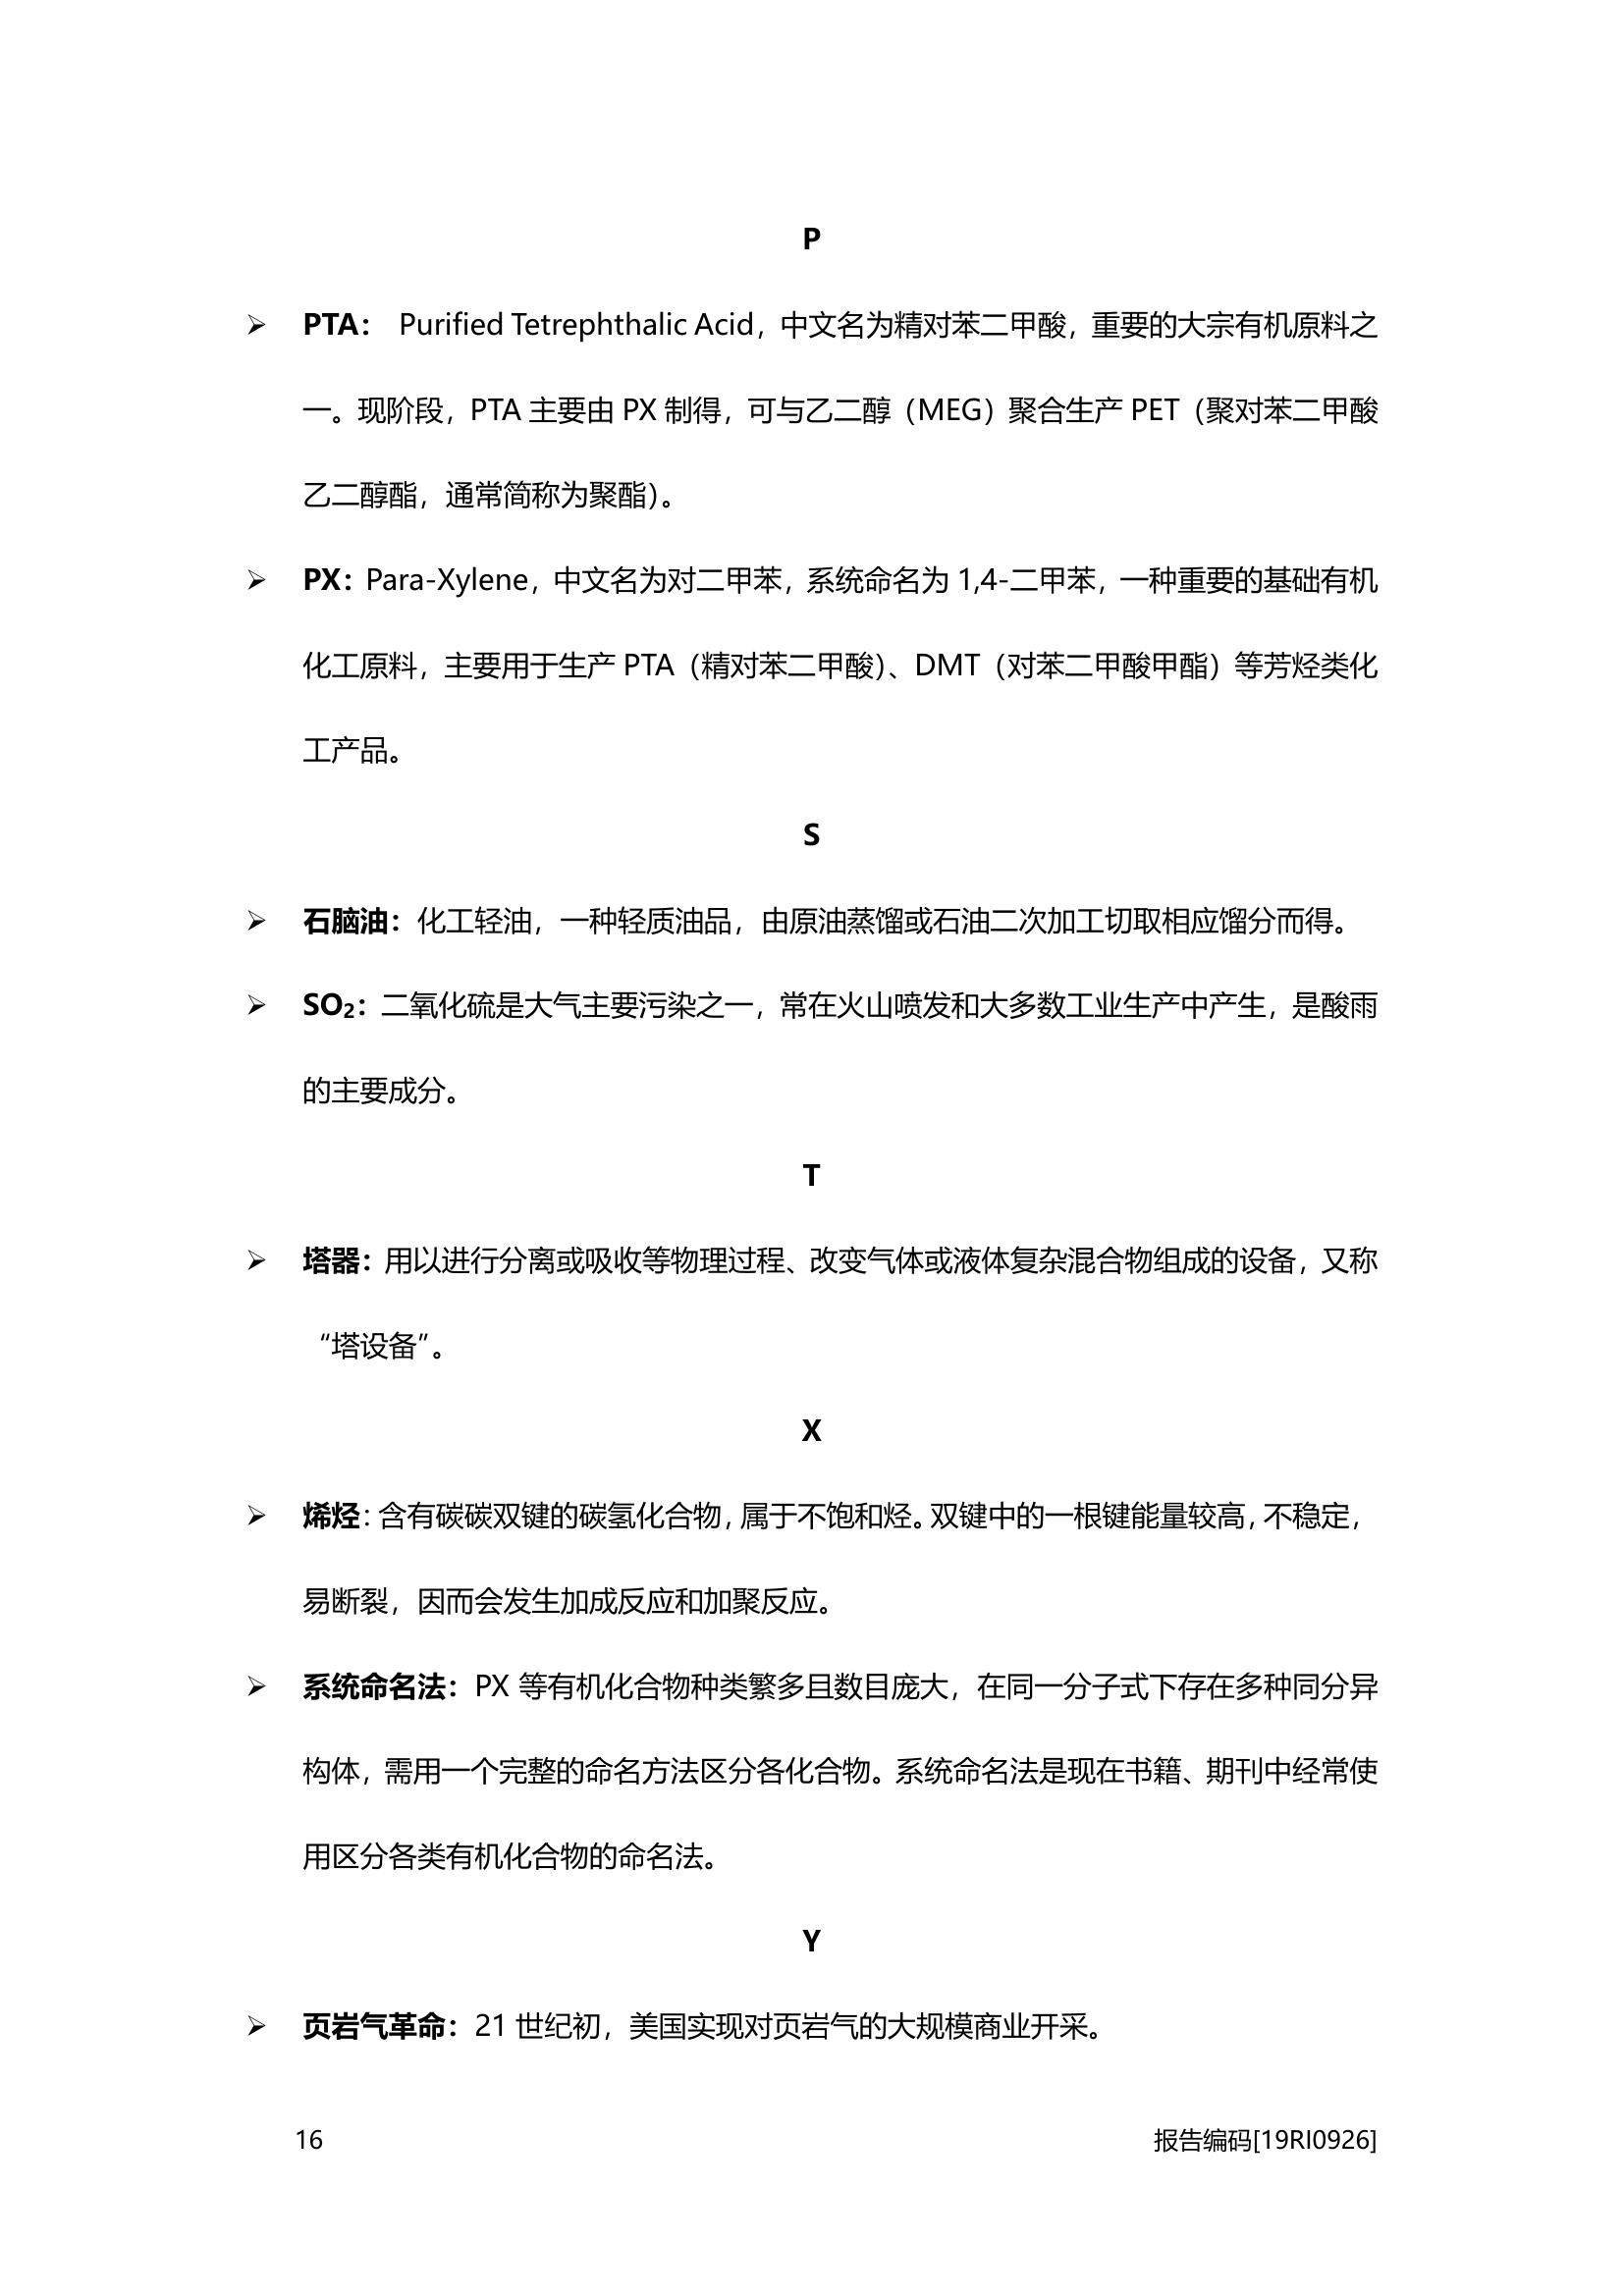 P
➢ PTA： Purified Tetrephthalic Acid，中文名为精对苯二甲酸，重要的大宗有机原料之
一。现阶段，PTA 主要由 PX 制得，可与乙二醇（MEG）聚合生产 PET（聚对苯二甲酸
乙二醇酯，通常简称为聚酯）。
➢ PX：Para-Xylene，中文名为对二甲苯，系统命名为 1,4-二甲苯，一种重要的基础有机
化工原料，主要用于生产 PTA（精对苯二甲酸）、DMT（对苯二甲酸甲酯）等芳烃类化
工产品。
S
➢ 石脑油：化工轻油，一种轻质油品，由原油蒸馏或石油二次加工切取相应馏分而得。
➢ SO₂：二氧化硫是大气主要污染之一，常在火山喷发和大多数工业生产中产生，是酸雨
的主要成分。
T
➢ 塔器：用以进行分离或吸收等物理过程、改变气体或液体复杂混合物组成的设备，又称
“塔设备”。
X
➢ 烯烃：含有碳碳双键的碳氢化合物，属于不饱和烃。双键中的一根键能量较高，不稳定，
易断裂，因而会发生加成反应和加聚反应。
➢ 系统命名法：PX 等有机化合物种类繁多且数目庞大，在同一分子式下存在多种同分异
构体，需用一个完整的命名方法区分各化合物。系统命名法是现在书籍、期刊中经常使
用区分各类有机化合物的命名法。
Y
➢ 页岩气革命：21 世纪初，美国实现对页岩气的大规模商业开采。
16 报告编码[19RI0926]